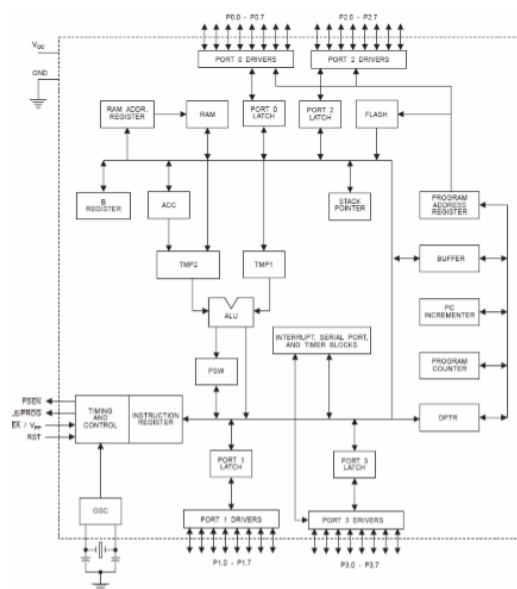 P0.0 - P0.7
P2.0 - P2.7
VCC
GND
PORT 0 DRIVERS
PORT 2 DRIVERS
RAM ADDR.
REGISTER
RAM
PORT 0
LATCH
PORT 2
LATCH
FLASH
B
REGISTER
ACC
STACK
POINTER
PROGRAM
ADDRESS
REGISTER
TMP2
TMP1
BUFFER
ALU
PC
INCREMENTER
INTERRUPT, SERIAL PORT,
AND TIMER BLOCKS
PSW
PROGRAM
COUNTER
PSEN
E/PROG
EA / VPP
RST
TIMING
AND
CONTROL
INSTRUCTION
REGISTER
DPTR
PORT 1
LATCH
PORT 3
LATCH
OSC
PORT 1 DRIVERS
PORT 3 DRIVERS
P1.0 - P1.7
P3.0 - P3.7